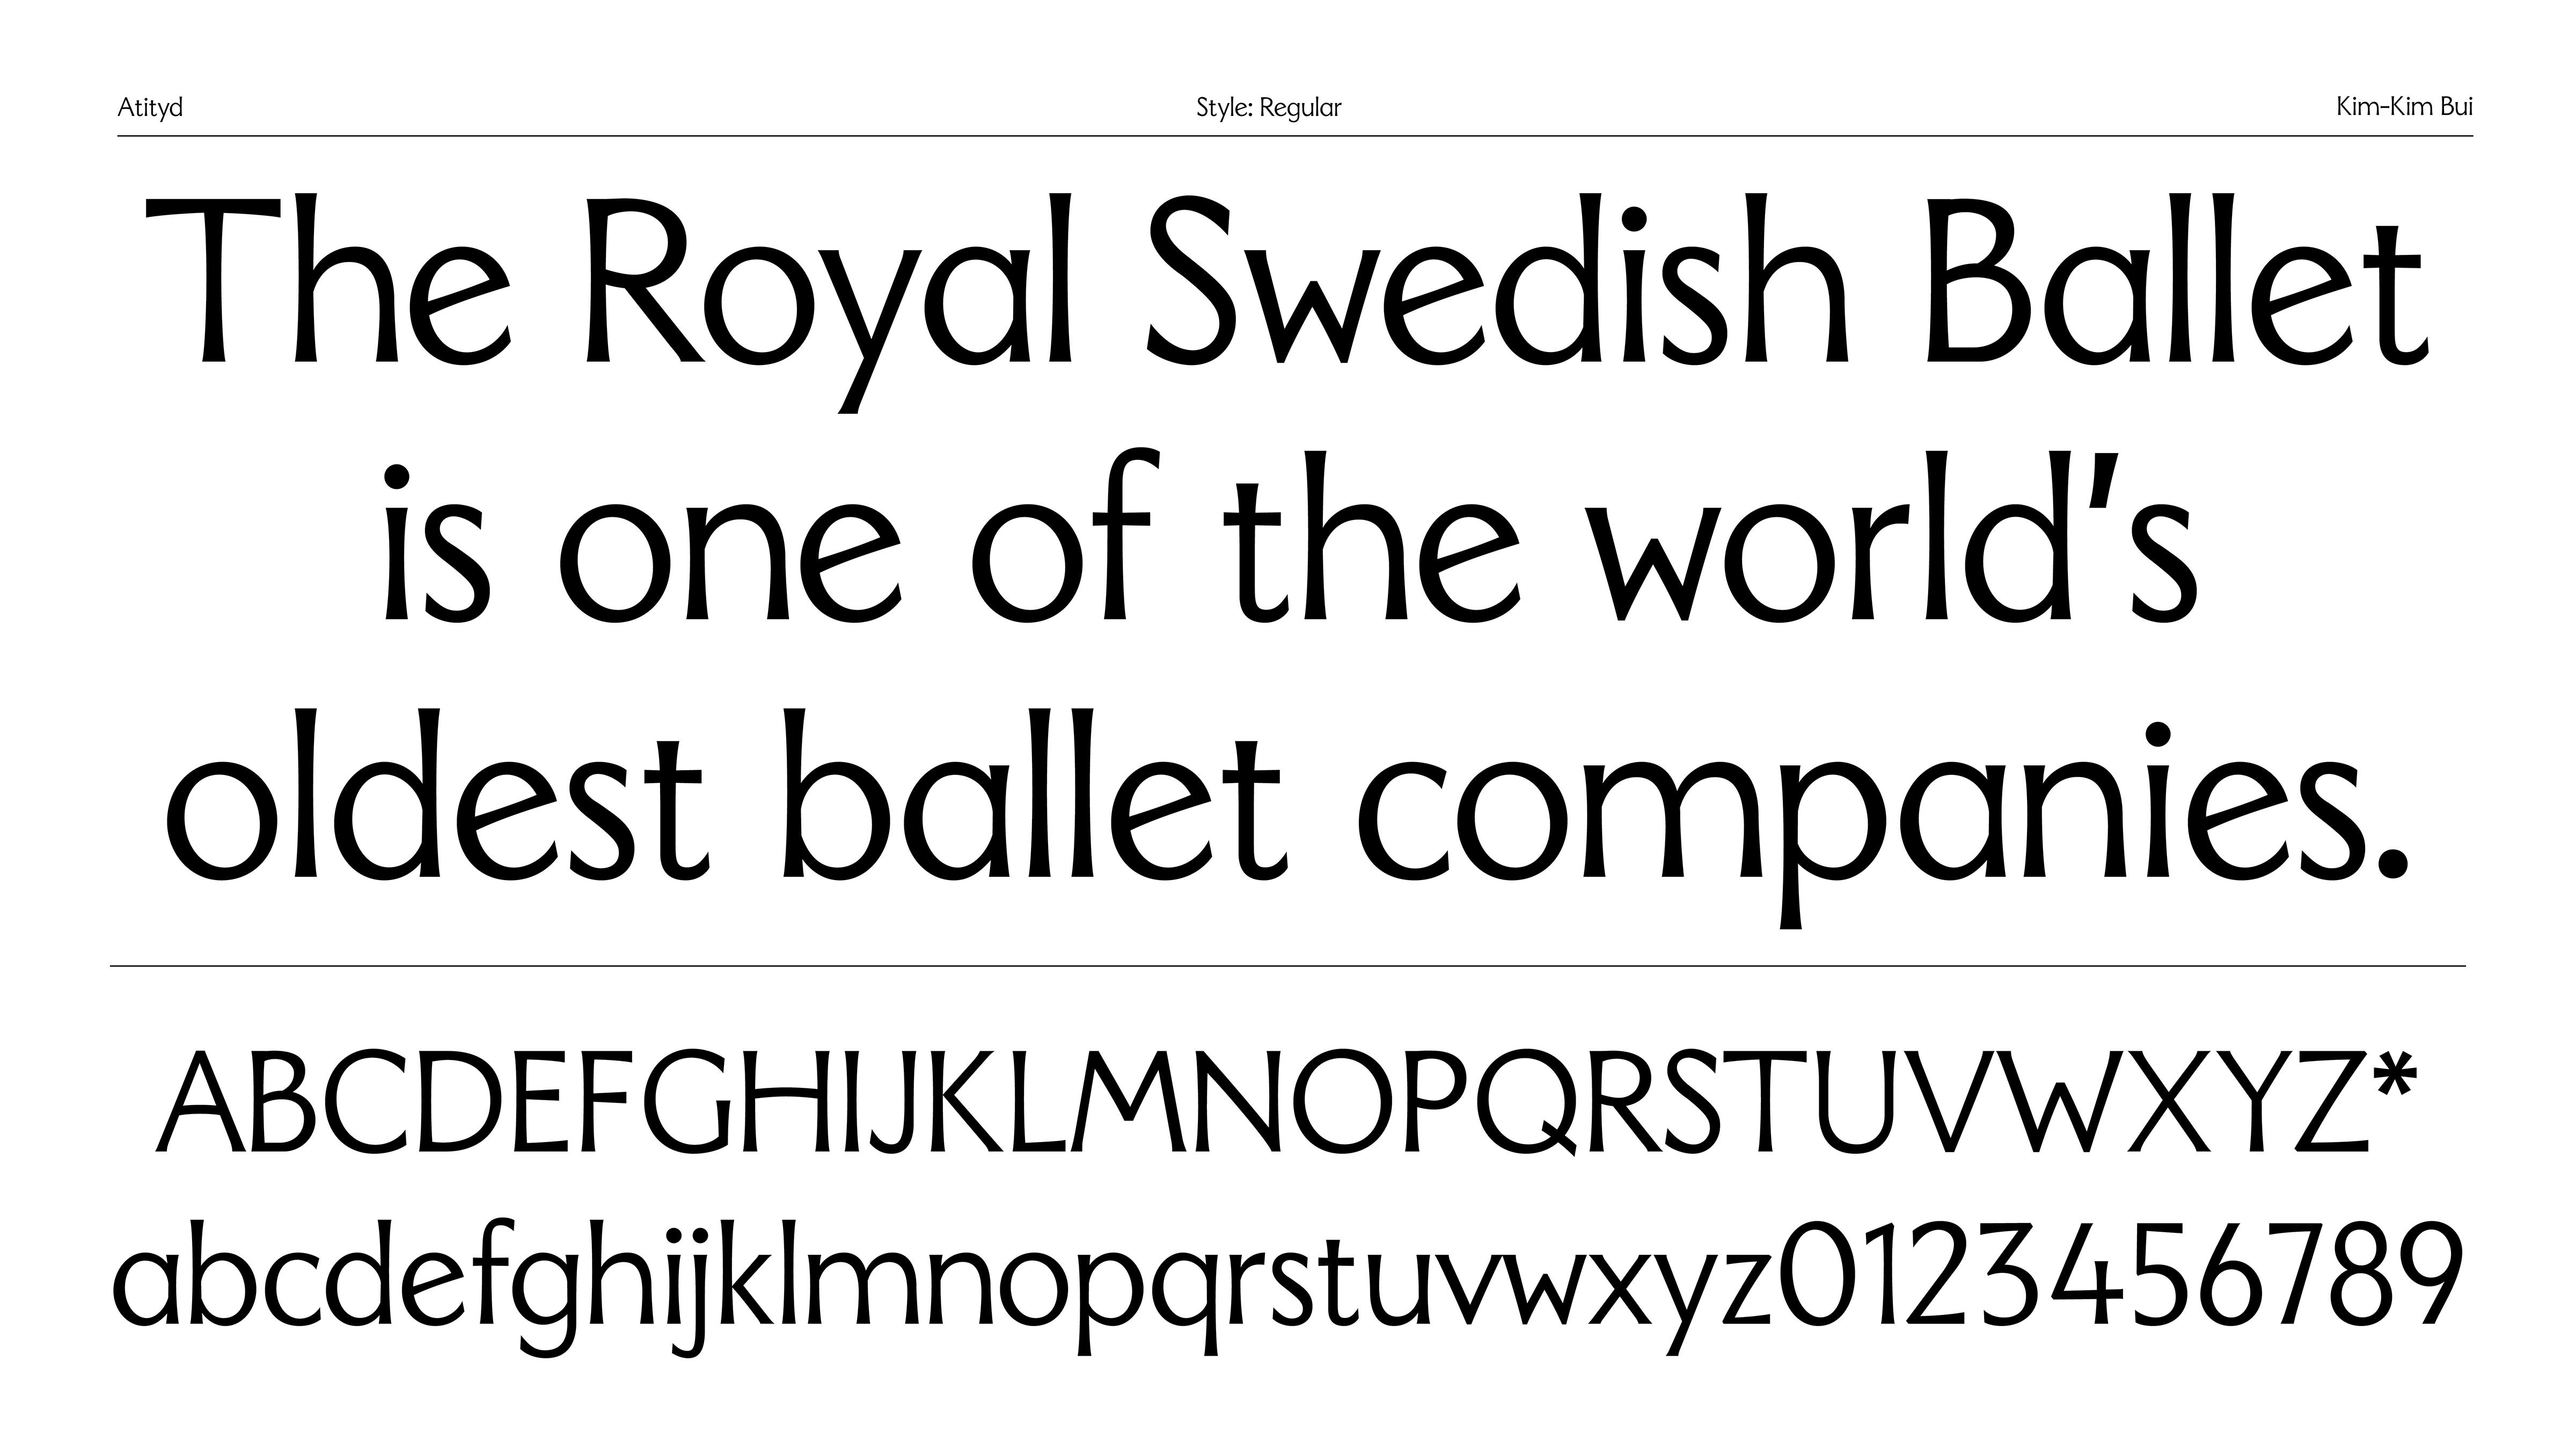 Atityd Style: Regular Kim-Kim Bui
The Royal Swedish Ballet
is one of the world's
oldest ballet companies.
ABCDEFGHIJKLMNOPQRSTUVWXYZ*
abcdefghijklmnopqrstuvwxyz0123456789